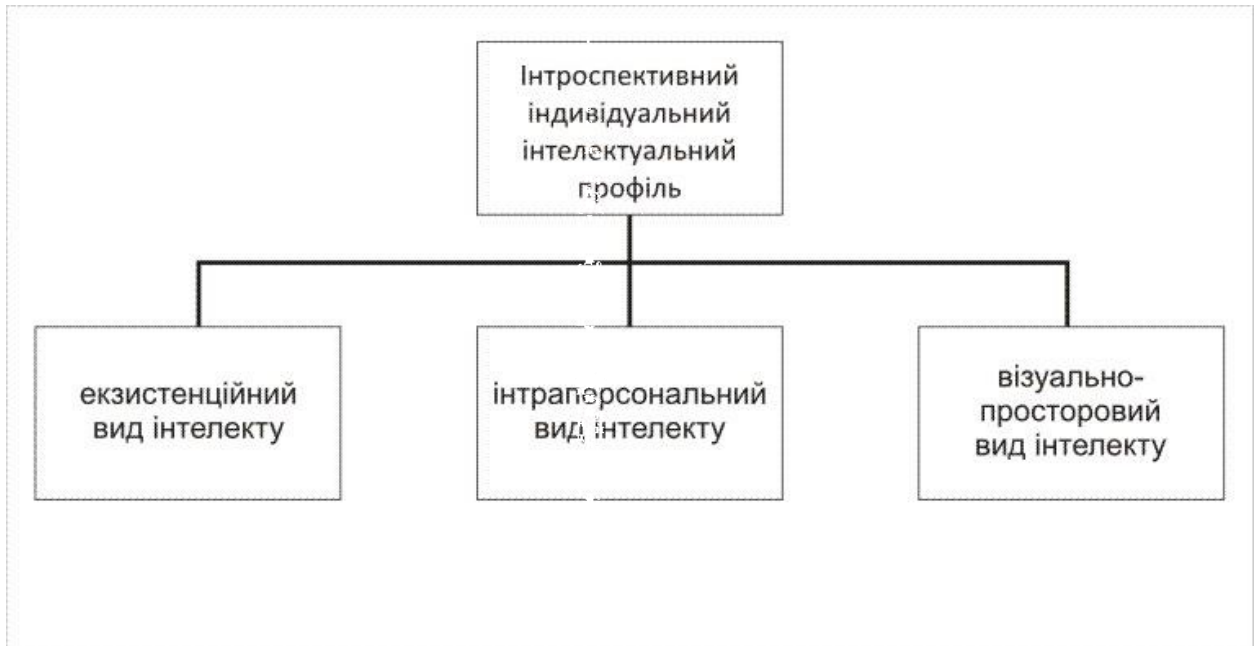 Інтроспективний
індивідуальний
інтелектуальний
профіль
екзистенційний
вид інтелекту
інтраперсональний
вид інтелекту
візуально-
просторовий
вид інтелекту